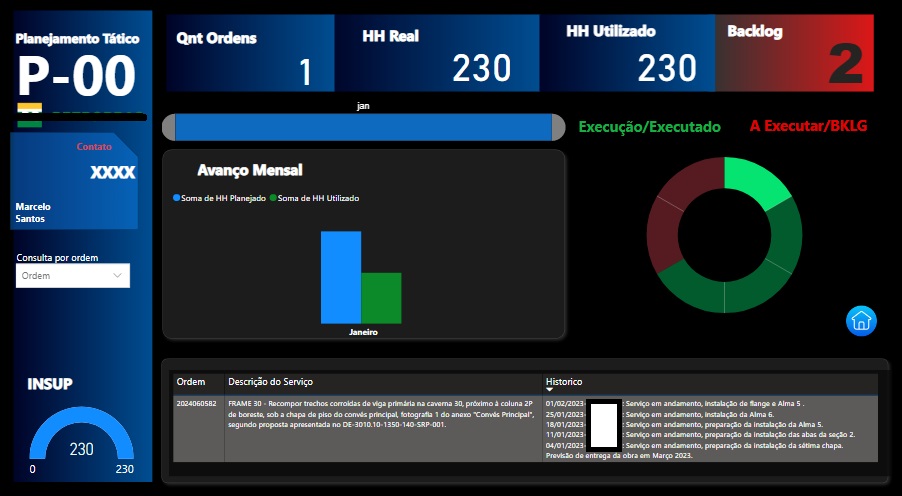 Planejamento Tático
P-00
Contato
XXXX
Marcelo
Santos
Consulta por ordem
Ordem
INSUP
230
0
230
Qnt Ordens
1
HH Real
230
HH Utilizado
230
Backlog
2
jan
Avanço Mensal
Soma de HH Planejado Soma de HH Utilizado
Janeiro
Execução/Executado
A Executar/BKLG
Ordem Descrição do Serviço Historico
2024060582
FRAME 30 - Recompor trechos corroídas de viga primária na caverna 30, próximo à coluna 2P
de boreste, sob a chapa de piso do convés principal, fotografia 1 do anexo "Convés Principal",
segundo proposta apresentada no DE-3010.10-1350-140-SRP-001.
01/02/2023- : Serviço em andamento, instalação de flange e Alma 5 .
25/01/2023- : Serviço em andamento, instalação da Alma 6.
18/01/2023- : Serviço em andamento, preparação da instalação da Alma 5.
11/01/2023- : Serviço em andamento, preparação da instalação das abas da seção 2.
04/01/2023- : Serviço em andamento, preparação da instalação da sétima chapa.
Previsão de entrega da obra em Março 2023.